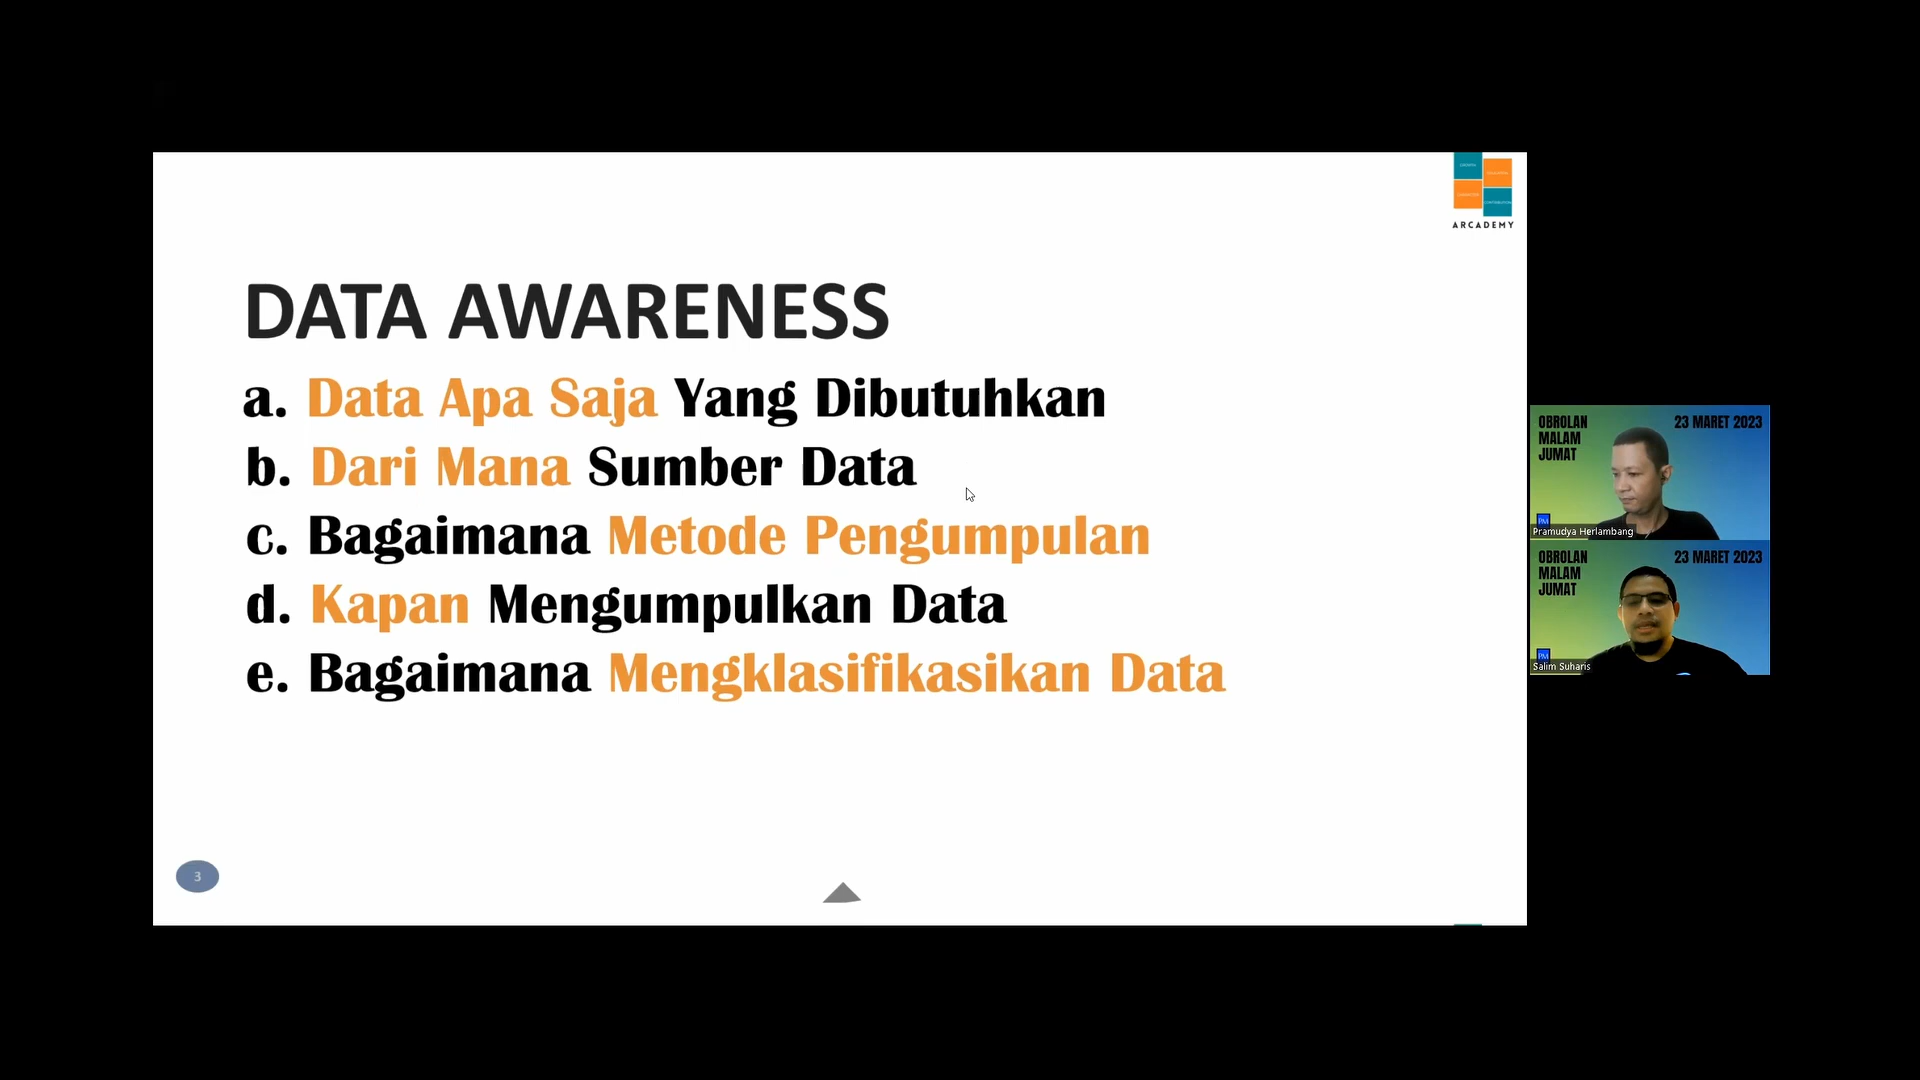 ARCADEMY
DATA AWARENESS
a. Data Apa Saja Yang Dibutuhkan
b. Dari Mana Sumber Data
c. Bagaimana Metode Pengumpulan
d. Kapan Mengumpulkan Data
e. Bagaimana Mengklasifikasikan Data
3
OBROLAN
MALAM
JUMAT
23 MARET 2023
PM
Pramudya Herlambang
OBROLAN
MALAM
JUMAT
23 MARET 2023
PM
Salim Suharis